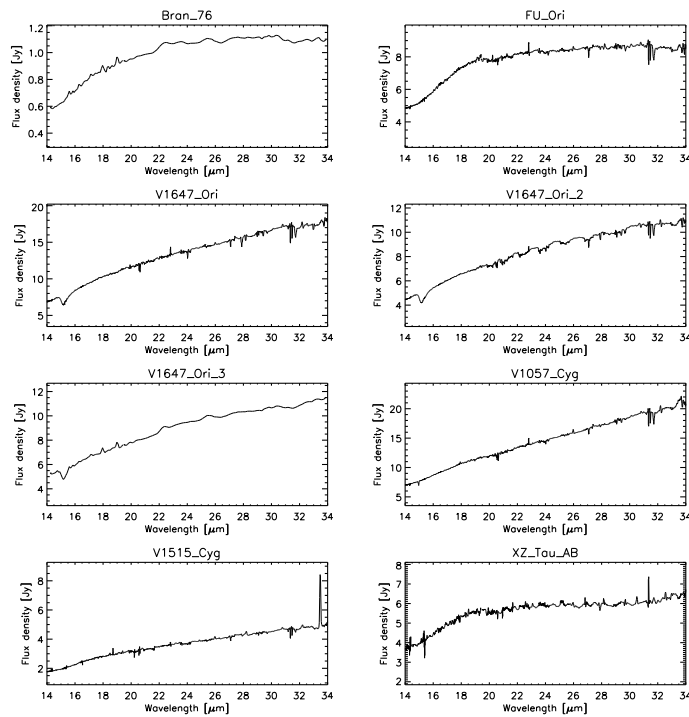 Bran_76
Flux density [Jy]
1.2
1.0
0.8
0.6
0.4
14 16 18 20 22 24 26 28 30 32 34
Wavelength [μm]
FU_Ori
Flux density [Jy]
8
6
4
14 16 18 20 22 24 26 28 30 32 34
Wavelength [μm]
V1647_Ori
Flux density [Jy]
20
15
10
5
14 16 18 20 22 24 26 28 30 32 34
Wavelength [μm]
V1647_Ori_2
Flux density [Jy]
12
10
8
6
4
14 16 18 20 22 24 26 28 30 32 34
Wavelength [μm]
V1647_Ori_3
Flux density [Jy]
12
10
8
6
4
14 16 18 20 22 24 26 28 30 32 34
Wavelength [μm]
V1057_Cyg
Flux density [Jy]
20
15
10
5
14 16 18 20 22 24 26 28 30 32 34
Wavelength [μm]
V1515_Cyg
Flux density [Jy]
8
6
4
2
14 16 18 20 22 24 26 28 30 32 34
Wavelength [μm]
XZ_Tau_AB
Flux density [Jy]
8
7
6
5
4
3
2
14 16 18 20 22 24 26 28 30 32 34
Wavelength [μm]